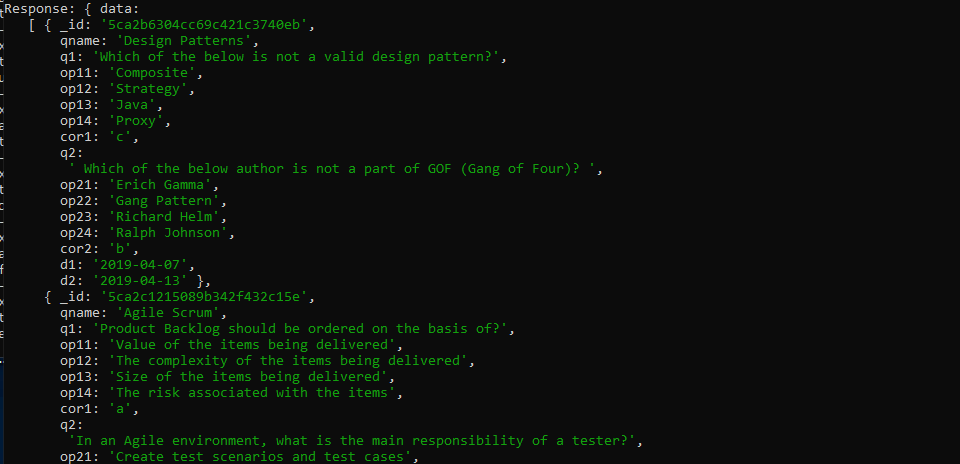 Response: { data:
[ { _id: '5ca2b6304cc69c421c3740eb',
qname: 'Design Patterns',
q1: 'Which of the below is not a valid design pattern?',
op11: 'Composite',
op12: 'Strategy',
op13: 'Java',
op14: 'Proxy',
cor1: 'c',
q2:
' Which of the below author is not a part of GOF (Gang of Four)? ',
op21: 'Erich Gamma',
op22: 'Gang Pattern',
op23: 'Richard Helm',
op24: 'Ralph Johnson',
cor2: 'b',
d1: '2019-04-07',
d2: '2019-04-13' },
{ _id: '5ca2c1215089b342f432c15e',
qname: 'Agile Scrum',
q1: 'Product Backlog should be ordered on the basis of?',
op11: 'Value of the items being delivered',
op12: 'The complexity of the items being delivered',
op13: 'Size of the items being delivered',
op14: 'The risk associated with the items',
cor1: 'a',
q2:
'In an Agile environment, what is the main responsibility of a tester?',
op21: 'Create test scenarios and test cases',